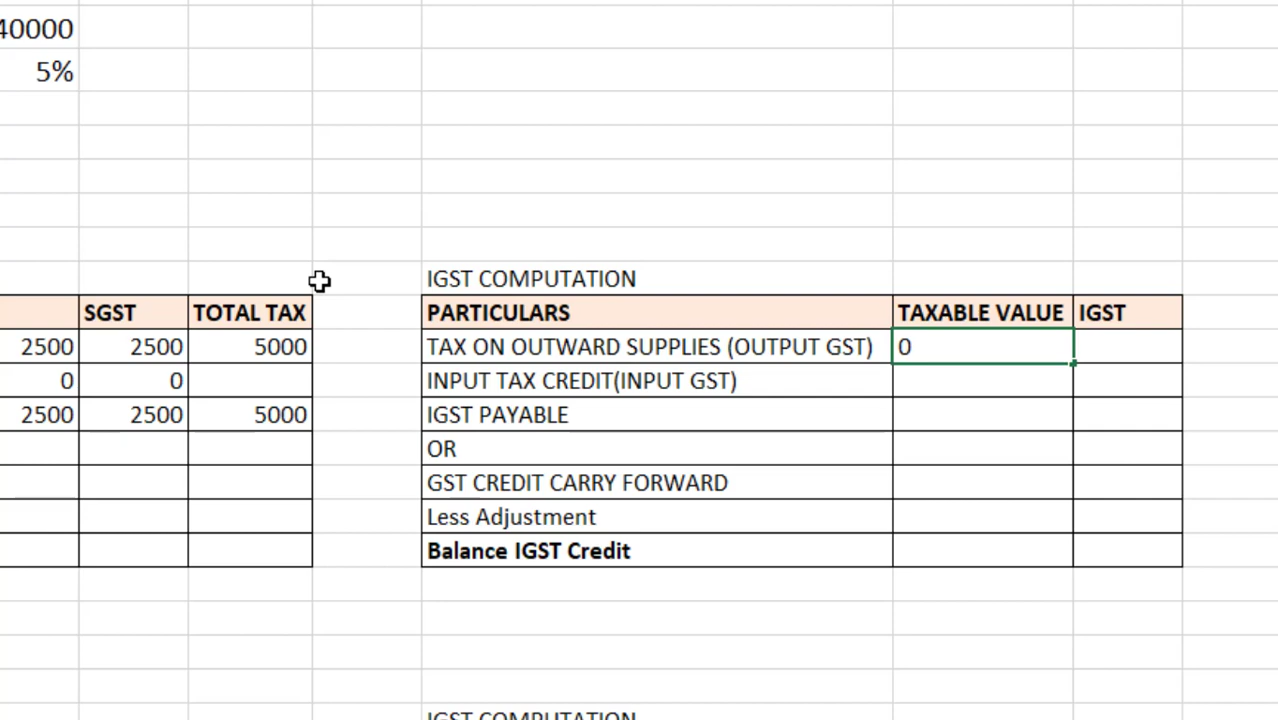 40000
5%
IGST COMPUTATION
SGST TOTAL TAX PARTICULARS TAXABLE VALUE IGST
2500 2500 5000 TAX ON OUTWARD SUPPLIES (OUTPUT GST) 0
0 0 INPUT TAX CREDIT(INPUT GST)
2500 2500 5000 IGST PAYABLE
OR
GST CREDIT CARRY FORWARD
Less Adjustment
Balance IGST Credit
IGST COMPUTATION